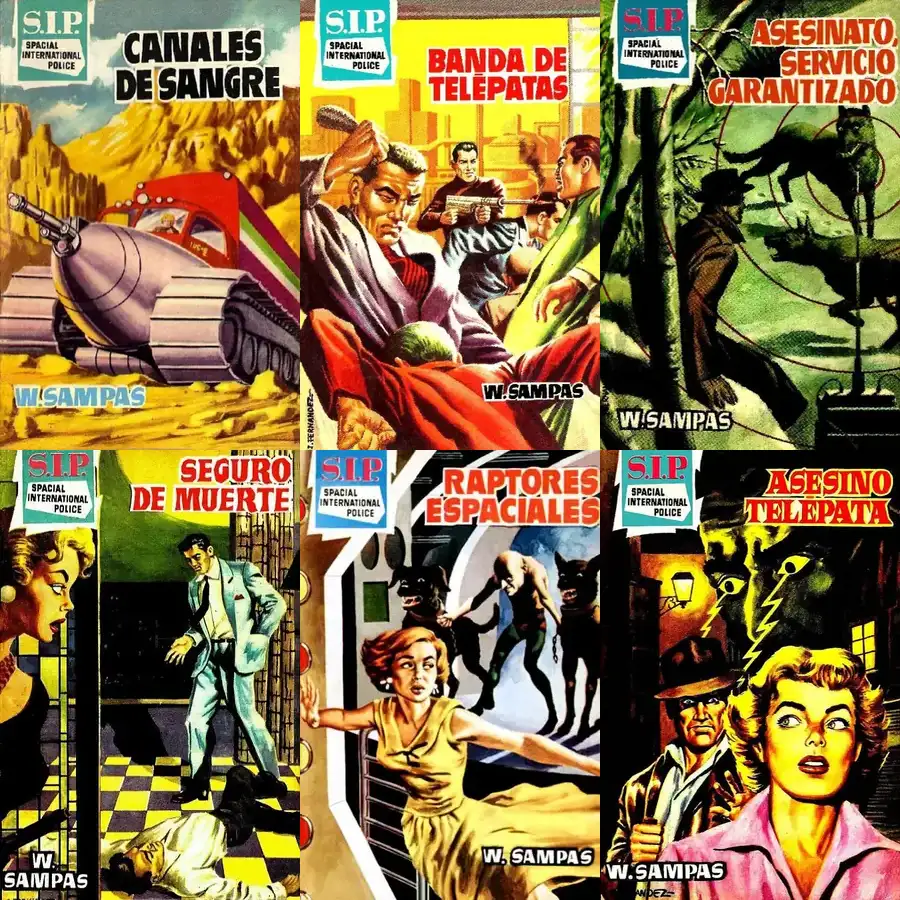 S.I.P.
SPACIAL
INTERNATIONAL
POLICE
CANALES
DE SANGRE
W. SAMPAS
S.I.P.
SPACIAL
INTERNATIONAL
POLICE
BANDA DE
TELÉPATAS
W. SAMPAS
S.I.P.
SPACIAL
INTERNATIONAL
POLICE
ASESINATO,
SERVICIO
GARANTIZADO
W. SAMPAS
S.I.P.
SPACIAL
INTERNATIONAL
POLICE
SEGURO
DE MUERTE
W.
SAMPAS
S.I.P.
SPACIAL
INTERNATIONAL
POLICE
RAPTORES
ESPACIALES
W. SAMPAS
S.I.P.
SPACIAL
INTERNATIONAL
POLICE
ASESINO
TELÉPATA
W. SAMPAS